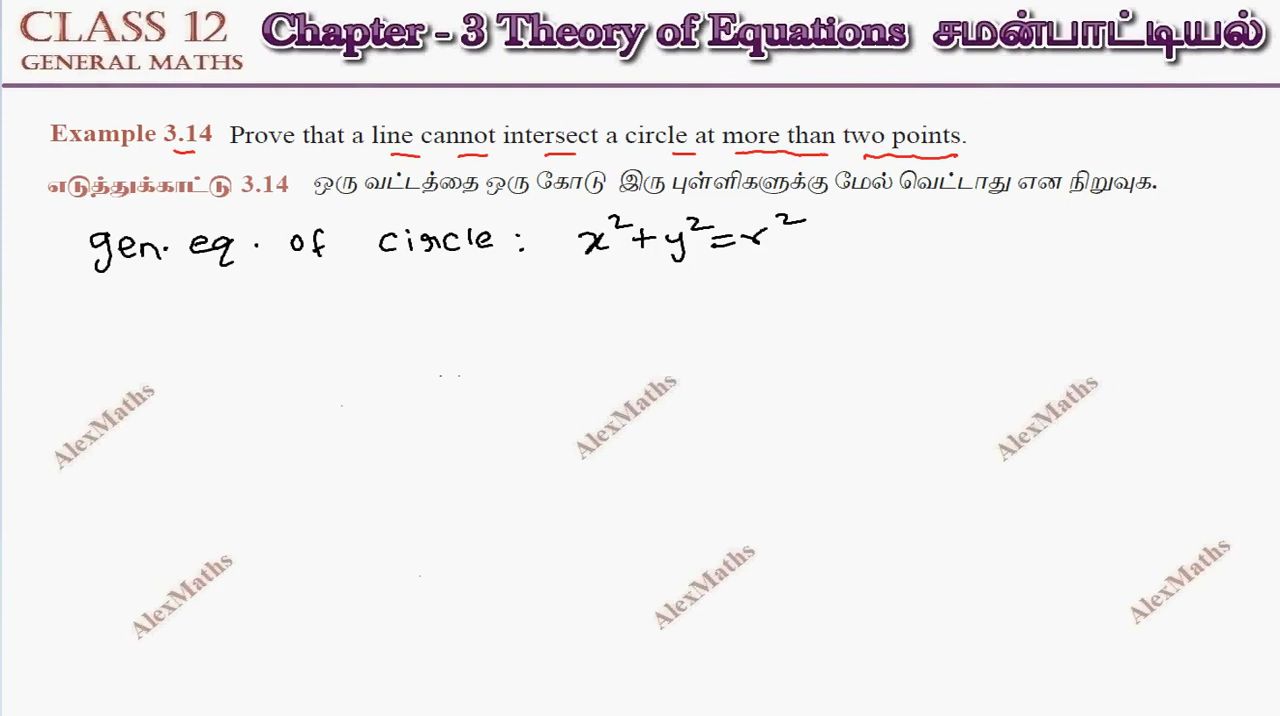 CLASS 12
GENERAL MATHS
Chapter - 3 Theory of Equations சமன்பாட்டியல்
Example 3.14 Prove that a line cannot intersect a circle at more than two points.
எடுத்துக்காட்டு 3.14 ஒரு வட்டத்தை ஒரு கோடு இரு புள்ளிகளுக்கு மேல் வெட்டாது என நிறுவுக.
gen. eq. of circle : x²+y²=r²
AlexMaths AlexMaths AlexMaths
AlexMaths AlexMaths AlexMaths